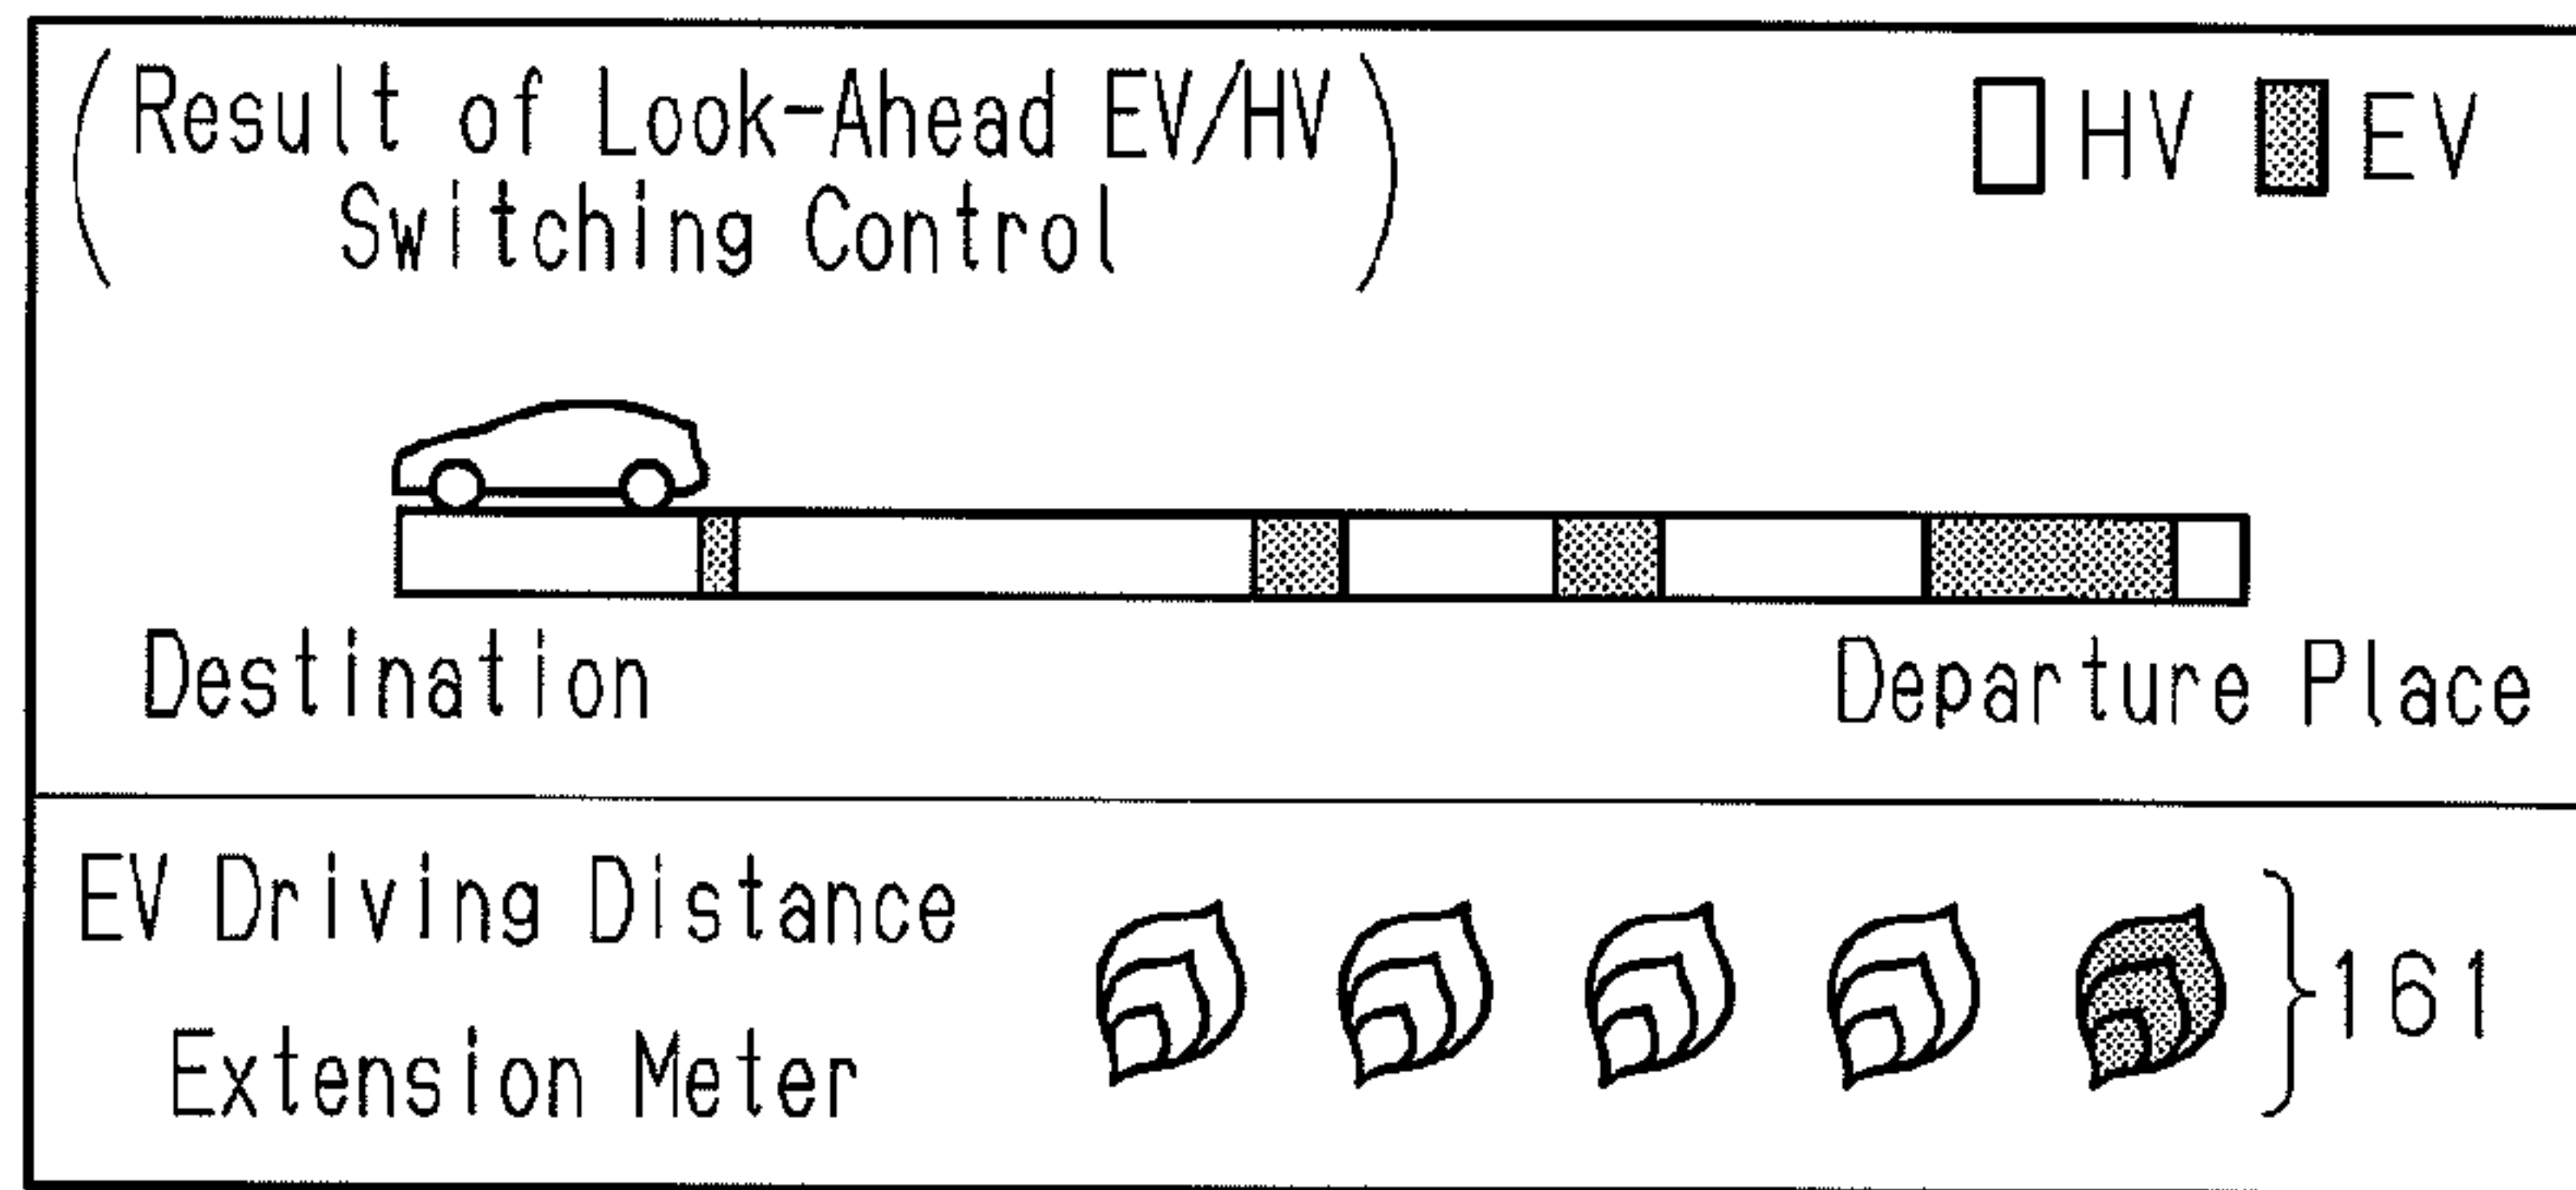 (Result of Look-Ahead EV/HV
Switching Control)
HV EV
Destination
Departure Place
EV Driving Distance
Extension Meter
161